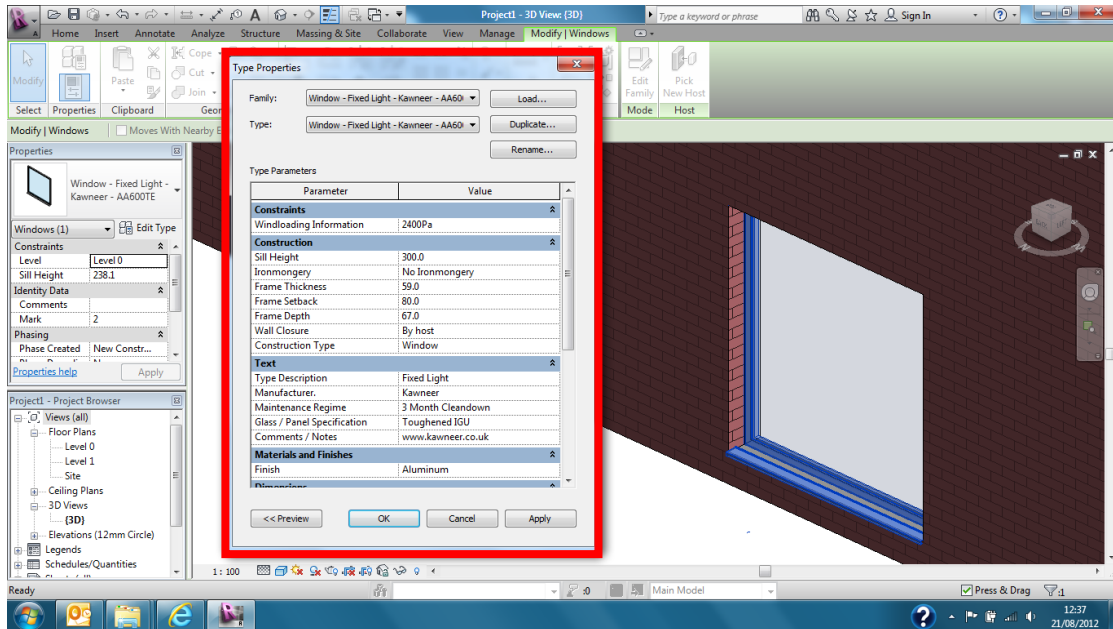 Project1 - 3D View: {3D}
Type a keyword or phrase
Sign In
Home Insert Annotate Analyze Structure Massing & Site Collaborate View Manage Modify | Windows
Modify
Paste
Cope
Cut
Join
Edit Family
Pick New Host
Select Properties Clipboard Geor Mode Host
Modify | Windows Moves With Nearby E
Properties
Window - Fixed Light - Kawneer - AA600TE
Windows (1) Edit Type
Constraints
Level Level 0
Sill Height 238.1
Identity Data
Comments
Mark 2
Phasing
Phase Created New Constr...
Properties help Apply
Project1 - Project Browser
Views (all)
Floor Plans
Level 0
Level 1
Site
Ceiling Plans
3D Views
{3D}
Elevations (12mm Circle)
Legends
Schedules/Quantities
Type Properties
Family: Window - Fixed Light - Kawneer - AA60 Load...
Type: Window - Fixed Light - Kawneer - AA60 Duplicate...
Rename...
Type Parameters
Parameter Value
Constraints
Windloading Information 2400Pa
Construction
Sill Height 300.0
Ironmongery No Ironmongery
Frame Thickness 59.0
Frame Setback 80.0
Frame Depth 67.0
Wall Closure By host
Construction Type Window
Text
Type Description Fixed Light
Manufacturer. Kawneer
Maintenance Regime 3 Month Cleandown
Glass / Panel Specification Toughened IGU
Comments / Notes www.kawneer.co.uk
Materials and Finishes
Finish Aluminum
Dimensions
<< Preview OK Cancel Apply
1 : 100
Ready :0 Main Model Press & Drag :1
12:37
21/08/2012